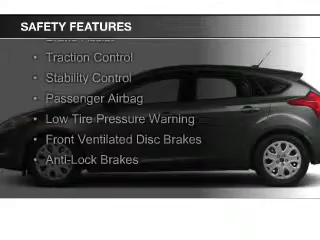 SAFETY FEATURES
• Traction Control
• Stability Control
• Passenger Airbag
• Low Tire Pressure Warning
• Front Ventilated Disc Brakes
• Anti-Lock Brakes